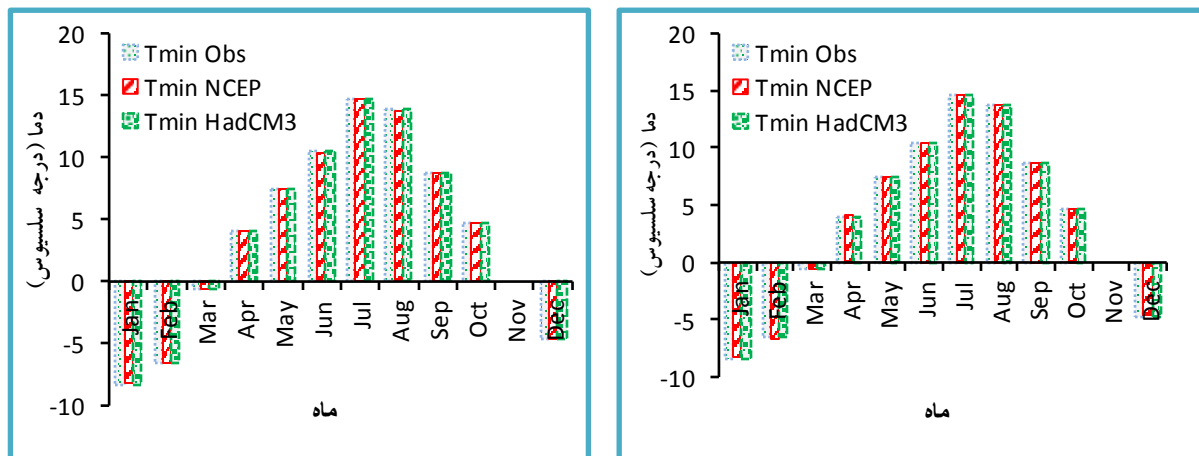 20
15
10
5
0
-5
-10
دما (درجه سلسیوس)
Tmin Obs
Tmin NCEP
Tmin HadCM3
Jan
Feb
Mar
Apr
May
Jun
Jul
Aug
Sep
Oct
Nov
Dec
ماه
20
15
10
5
0
-5
-10
دما (درجه سلسیوس)
Tmin Obs
Tmin NCEP
Tmin HadCM3
Jan
Feb
Mar
Apr
May
Jun
Jul
Aug
Sep
Oct
Nov
Dec
ماه